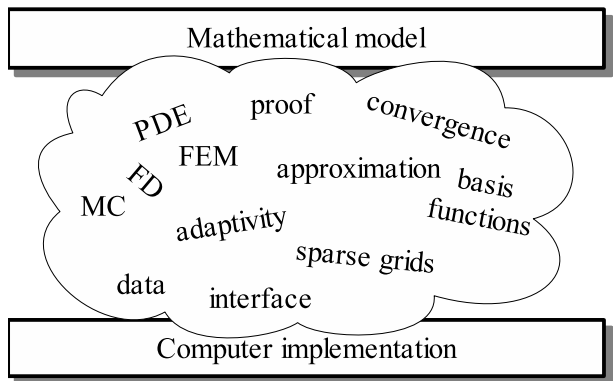 Mathematical model
PDE
proof
convergence
FEM
FD
approximation
basis
functions
MC
adaptivity
sparse grids
data
interface
Computer implementation